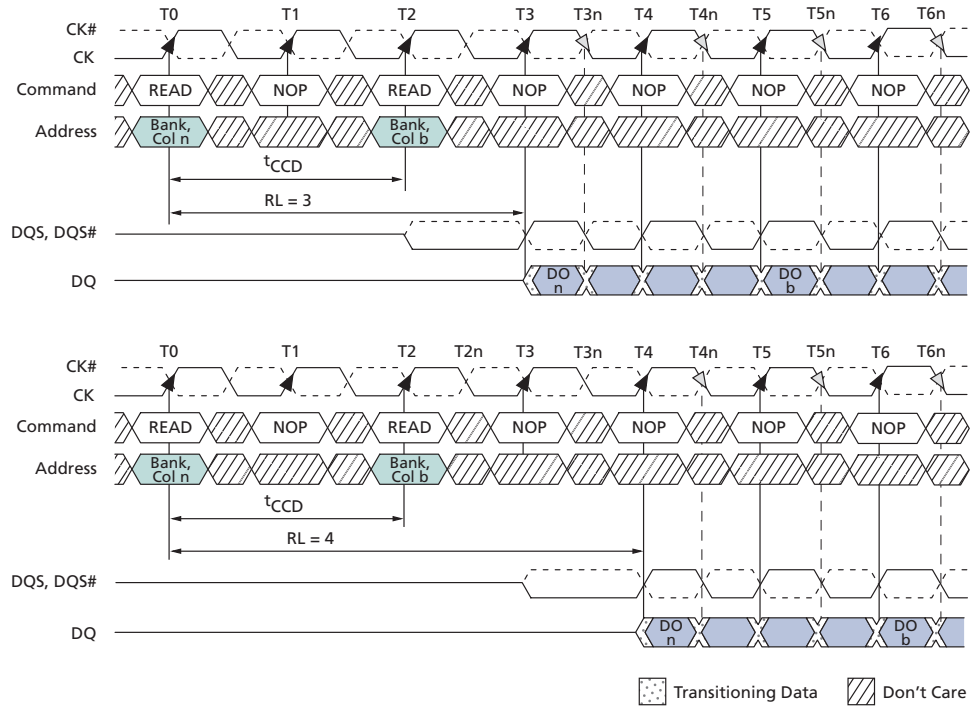 T0 T1 T2 T3 T3n T4 T4n T5 T5n T6 T6n
CK#
CK
Command READ NOP READ NOP NOP NOP NOP
Address Bank, Col n Bank, Col b
tCCD
RL = 3
DQS, DQS#
DQ DO n DO b
T0 T1 T2 T2n T3 T3n T4 T4n T5 T5n T6 T6n
CK#
CK
Command READ NOP READ NOP NOP NOP NOP
Address Bank, Col n Bank, Col b
tCCD
RL = 4
DQS, DQS#
DQ DO n DO b
Transitioning Data Don't Care